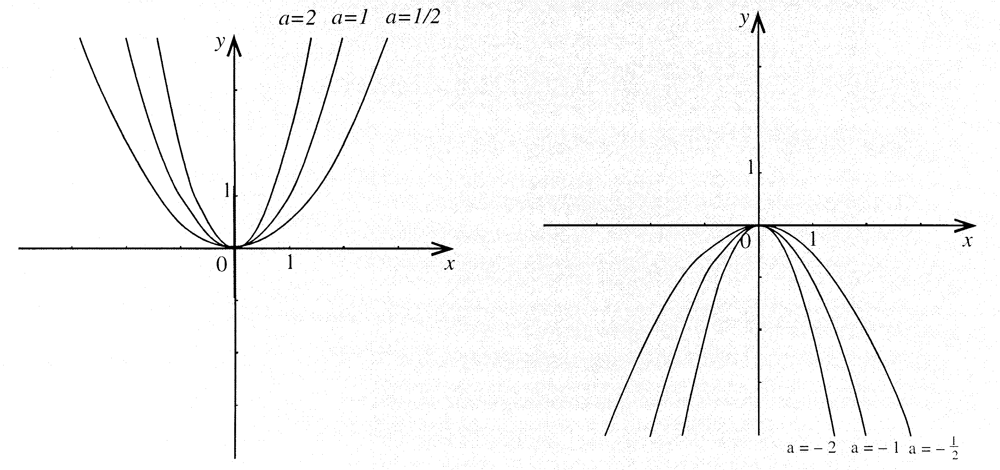 a=2 a=1 a=1/2
y
1
0
1
x
y
1
0
1
x
a = – 2 a = – 1 a = – 1/2